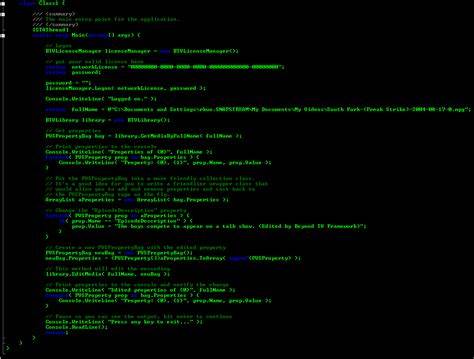 class Class1 {
/// <summary>
/// The main entry point for the application.
/// </summary>
[STAThread]
static void Main(string[] args) {
// Logon
BTVLicenseManager licenseManager = new BTVLicenseManager();
// put your valid license here
string networkLicense =
string password;
password = "";
licenseManager.Logon( networkLicense, password );
Console.WriteLine( "Logged on." );
string fullName = @"C:\Documents and Settings\My Documents\My Videos\South Park-(Freak Strike)-2004-08-17-0.mpg";
BTVLibrary library = new BTVLibrary();
// Get properties
PVSPropertyBag bag = library.GetMediaByFullName( fullName );
// Print properties to the console
Console.WriteLine( "Properties of {0}", fullName );
foreach( PVSProperty prop in bag.Properties ) {
Console.WriteLine( "Property: {0}, {1}", prop.Name, prop.Value );
}
// Put the PVSPropertyBag into a more friendly collection class.
// It's a good idea for you to write a friendlier wrapper class that
// would allow you to add and remove properties and cast back to
// the PVSPropertyBag type on the fly.
ArrayList aProperties = new ArrayList( bag.Properties );
// Change the "EpisodeDescription" property
foreach( PVSProperty prop in aProperties ) {
if( prop.Name == "EpisodeDescription" ) {
prop.Value = "The boys compete to appear on a talk show. (Edited by Beyond TV Framework)";
}
}
// Create a new PVSPropertyBag with the edited property
PVSPropertyBag newBag = new PVSPropertyBag();
newBag.Properties = (PVSProperty[])aProperties.ToArray( typeof(PVSProperty) );
// This method will edit the recording
library.EditMedia( fullName, newBag );
// Print properties to the console and verify the change
Console.WriteLine( "Edited properties of {0}", fullName );
foreach( PVSProperty prop in bag.Properties ) {
Console.WriteLine( "Property: {0}, {1}", prop.Name, prop.Value );
}
// Pause so you can see the output, hit enter to continue
Console.WriteLine( "Press any key to exit..." );
Console.ReadLine();
return;
}